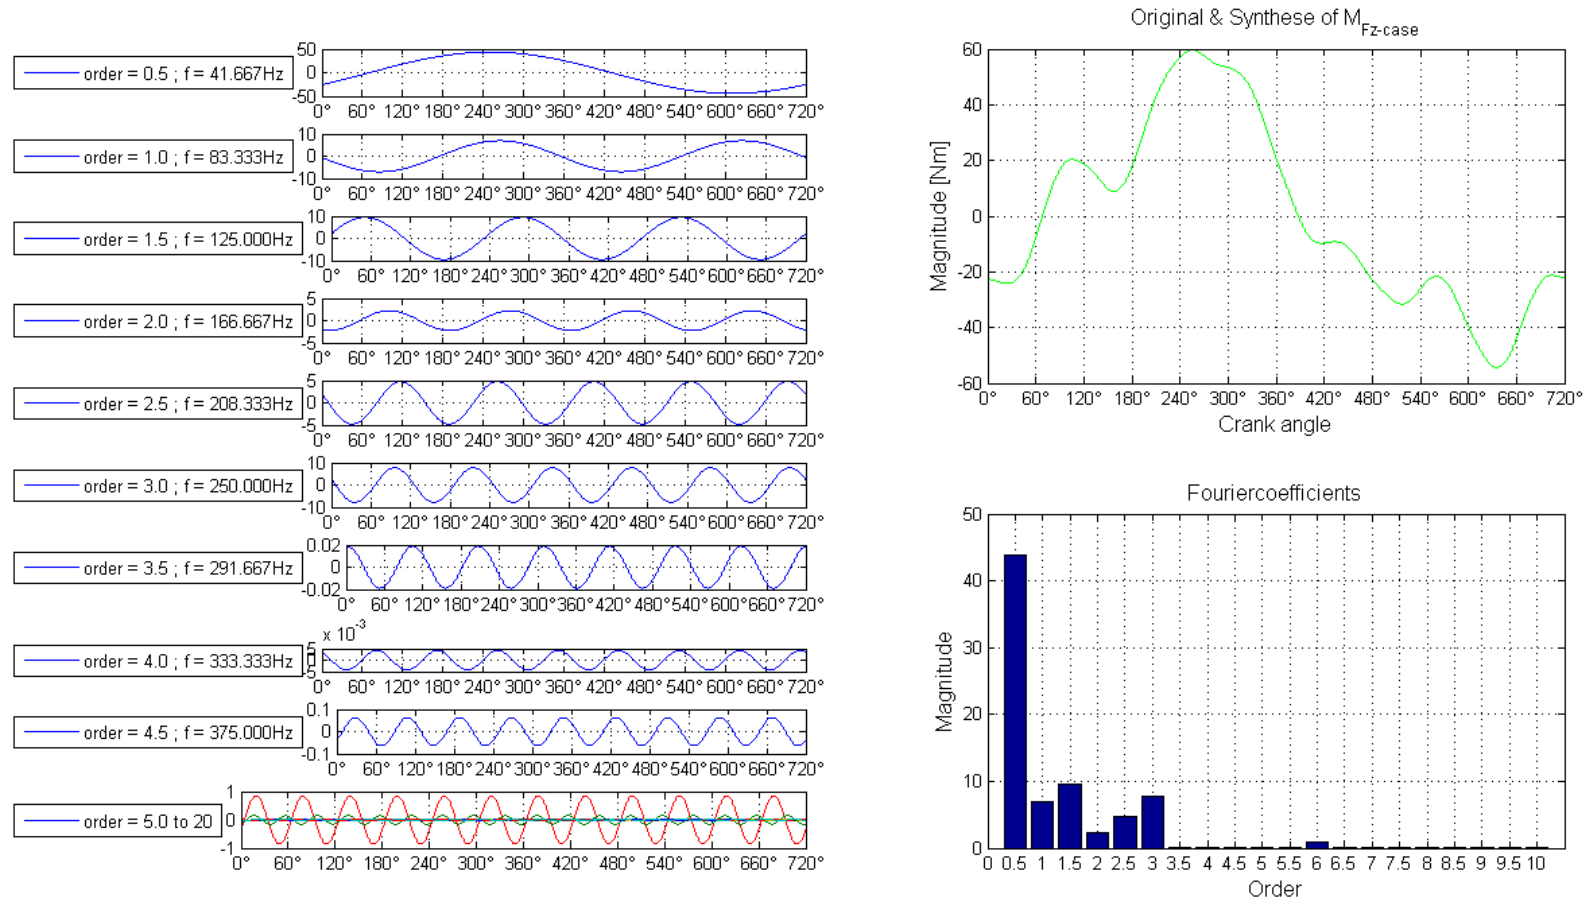 order = 0.5 ; f = 41.667Hz
50
0
-50
0° 60° 120° 180° 240° 300° 360° 420° 480° 540° 600° 660° 720°
order = 1.0 ; f = 83.333Hz
10
0
-10
0° 60° 120° 180° 240° 300° 360° 420° 480° 540° 600° 660° 720°
order = 1.5 ; f = 125.000Hz
10
0
-10
0° 60° 120° 180° 240° 300° 360° 420° 480° 540° 600° 660° 720°
order = 2.0 ; f = 166.667Hz
5
0
-5
0° 60° 120° 180° 240° 300° 360° 420° 480° 540° 600° 660° 720°
order = 2.5 ; f = 208.333Hz
5
0
-5
0° 60° 120° 180° 240° 300° 360° 420° 480° 540° 600° 660° 720°
order = 3.0 ; f = 250.000Hz
10
0
-10
0° 60° 120° 180° 240° 300° 360° 420° 480° 540° 600° 660° 720°
order = 3.5 ; f = 291.667Hz
0.02
0
-0.02
0° 60° 120° 180° 240° 300° 360° 420° 480° 540° 600° 660° 720°
x 10^-3
order = 4.0 ; f = 333.333Hz
5
0
-5
0° 60° 120° 180° 240° 300° 360° 420° 480° 540° 600° 660° 720°
order = 4.5 ; f = 375.000Hz
0.1
0
-0.1
0° 60° 120° 180° 240° 300° 360° 420° 480° 540° 600° 660° 720°
order = 5.0 to 20
1
0
-1
0° 60° 120° 180° 240° 300° 360° 420° 480° 540° 600° 660° 720°
Original & Synthese of M_Fz-case
Magnitude [Nm]
60
40
20
0
-20
-40
-60
0° 60° 120° 180° 240° 300° 360° 420° 480° 540° 600° 660° 720°
Crank angle
Fouriercoefficients
Magnitude
50
40
30
20
10
0
0 0.5 1 1.5 2 2.5 3 3.5 4 4.5 5 5.5 6 6.5 7 7.5 8 8.5 9 9.5 10
Order